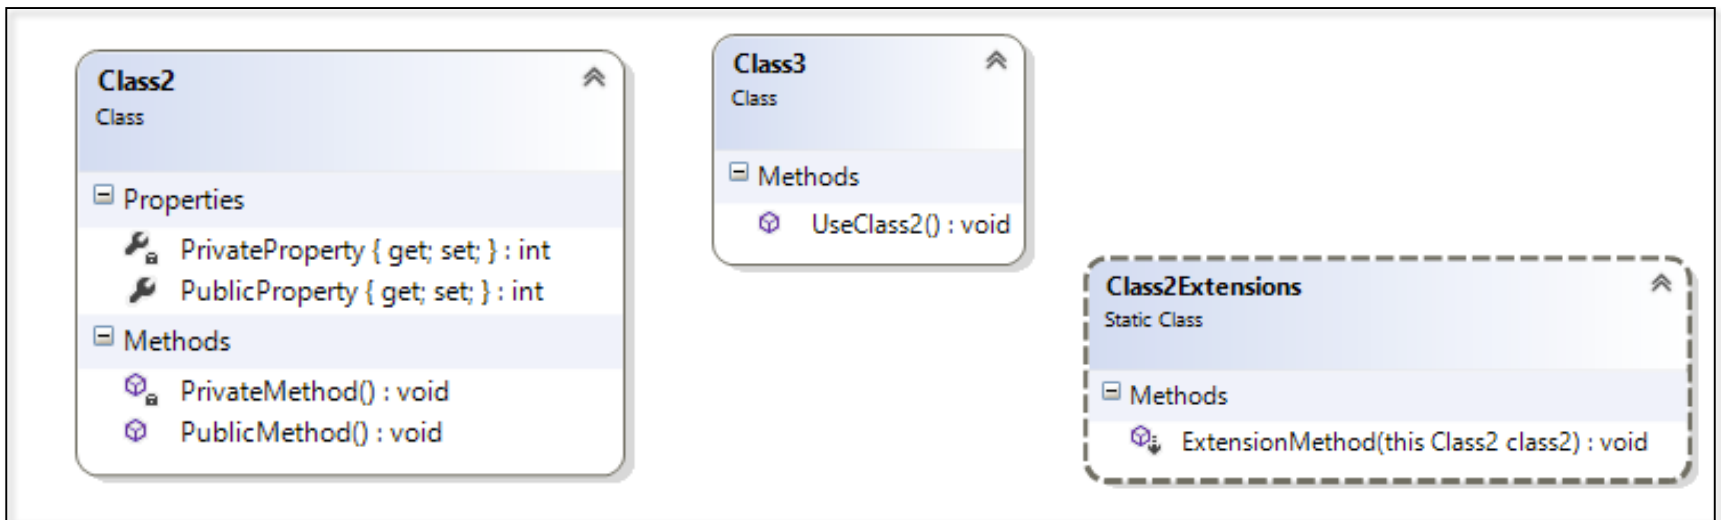 Class2
Class
Properties
PrivateProperty { get; set; } : int
PublicProperty { get; set; } : int
Methods
PrivateMethod() : void
PublicMethod() : void
Class3
Class
Methods
UseClass2() : void
Class2Extensions
Static Class
Methods
ExtensionMethod(this Class2 class2) : void